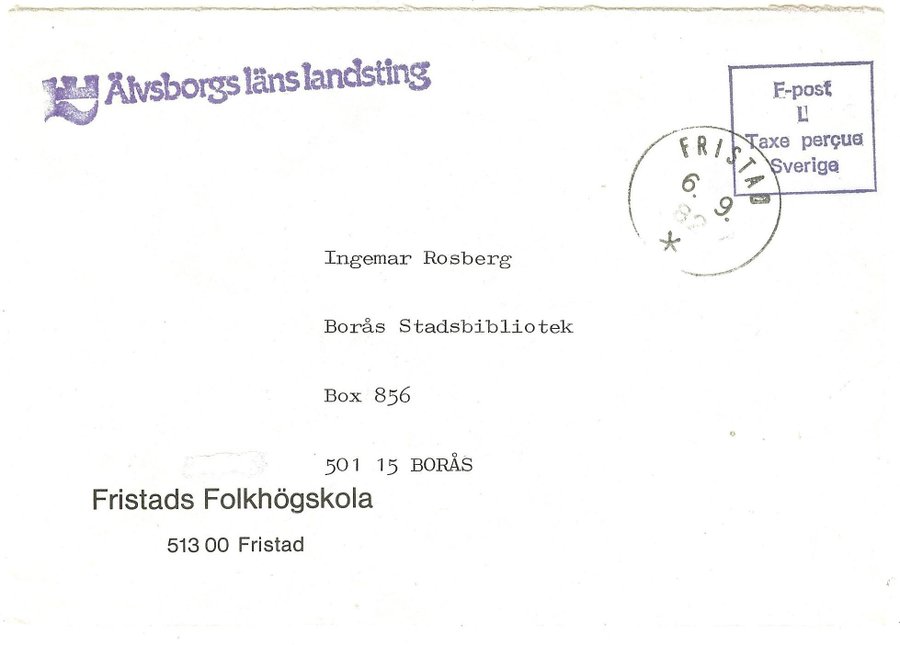 Älvsborgs läns landsting
F-post
L
Taxe perçue
Sverige
FRISTAD
6. 9.
82
*
Ingemar Rosberg
Borås Stadsbibliotek
Box 856
501 15 BORÅS
Fristads Folkhögskola
513 00 Fristad